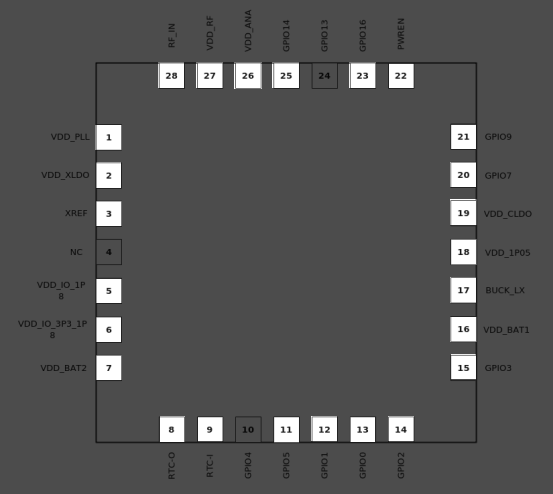 RF_IN
VDD_RF
VDD_ANA
GPIO14
GPIO13
GPIO16
PWREN
28
27
26
25
24
23
22
VDD_PLL 1
VDD_XLDO 2
XREF 3
NC 4
VDD_IO_1P
8
5
VDD_IO_3P3_1P
8
6
VDD_BAT2 7
21 GPIO9
20 GPIO7
19 VDD_CLDO
18 VDD_1P05
17 BUCK_LX
16 VDD_BAT1
15 GPIO3
8
9
10
11
12
13
14
RTC-O
RTC-I
GPIO4
GPIO5
GPIO1
GPIO0
GPIO2